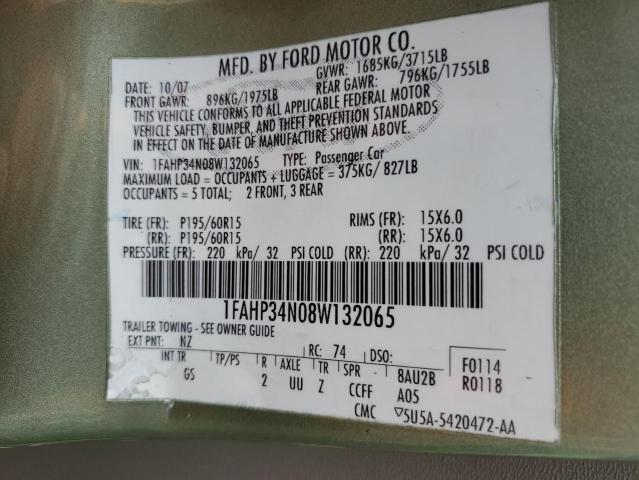 MFD. BY FORD MOTOR CO.
DATE: 10/07 GVWR: 1685KG/3715LB
FRONT GAWR: 896KG/1975LB REAR GAWR: 796KG/1755LB
THIS VEHICLE CONFORMS TO ALL APPLICABLE FEDERAL MOTOR
VEHICLE SAFETY, BUMPER, AND THEFT PREVENTION STANDARDS
IN EFFECT ON THE DATE OF MANUFACTURE SHOWN ABOVE.
VIN: 1FAHP34N08W132065 TYPE: Passenger Car
MAXIMUM LOAD = OCCUPANTS + LUGGAGE = 375KG/ 827LB
OCCUPANTS = 5 TOTAL; 2 FRONT, 3 REAR
TIRE (FR): P195/60R15 RIMS (FR): 15X6.0
(RR): P195/60R15 (RR): 15X6.0
PRESSURE (FR): 220 kPa/ 32 PSI COLD (RR): 220 kPa/ 32 PSI COLD
1FAHP34N08W132065
TRAILER TOWING - SEE OWNER GUIDE
EXT PNT: NZ RC: 74 DSO: F0114
INT TR TP/PS R AXLE TR SPR 8AU2B R0118
GS 2 UU Z CCFF A05
CMC ▽5U5A-5420472-AA